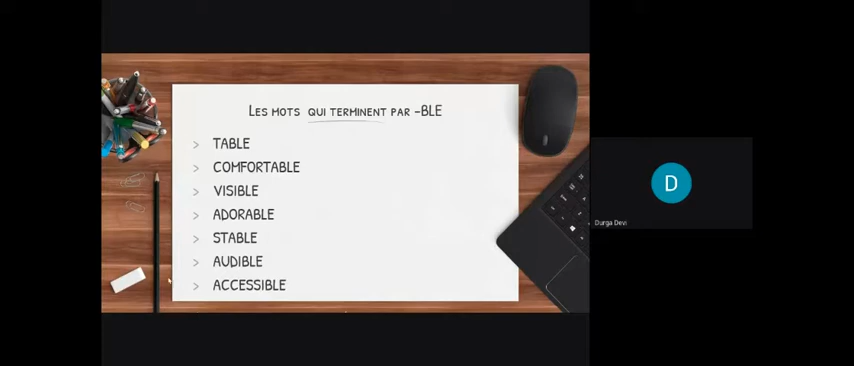 Les mots qui terminent par -BLE
> TABLE
> COMFORTABLE
> VISIBLE
> ADORABLE
> STABLE
> AUDIBLE
> ACCESSIBLE
D
Durga Devi